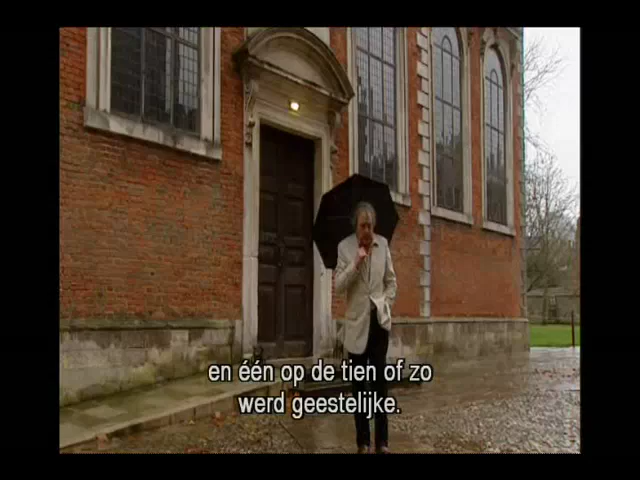 en één op de tien of zo
werd geestelijke.